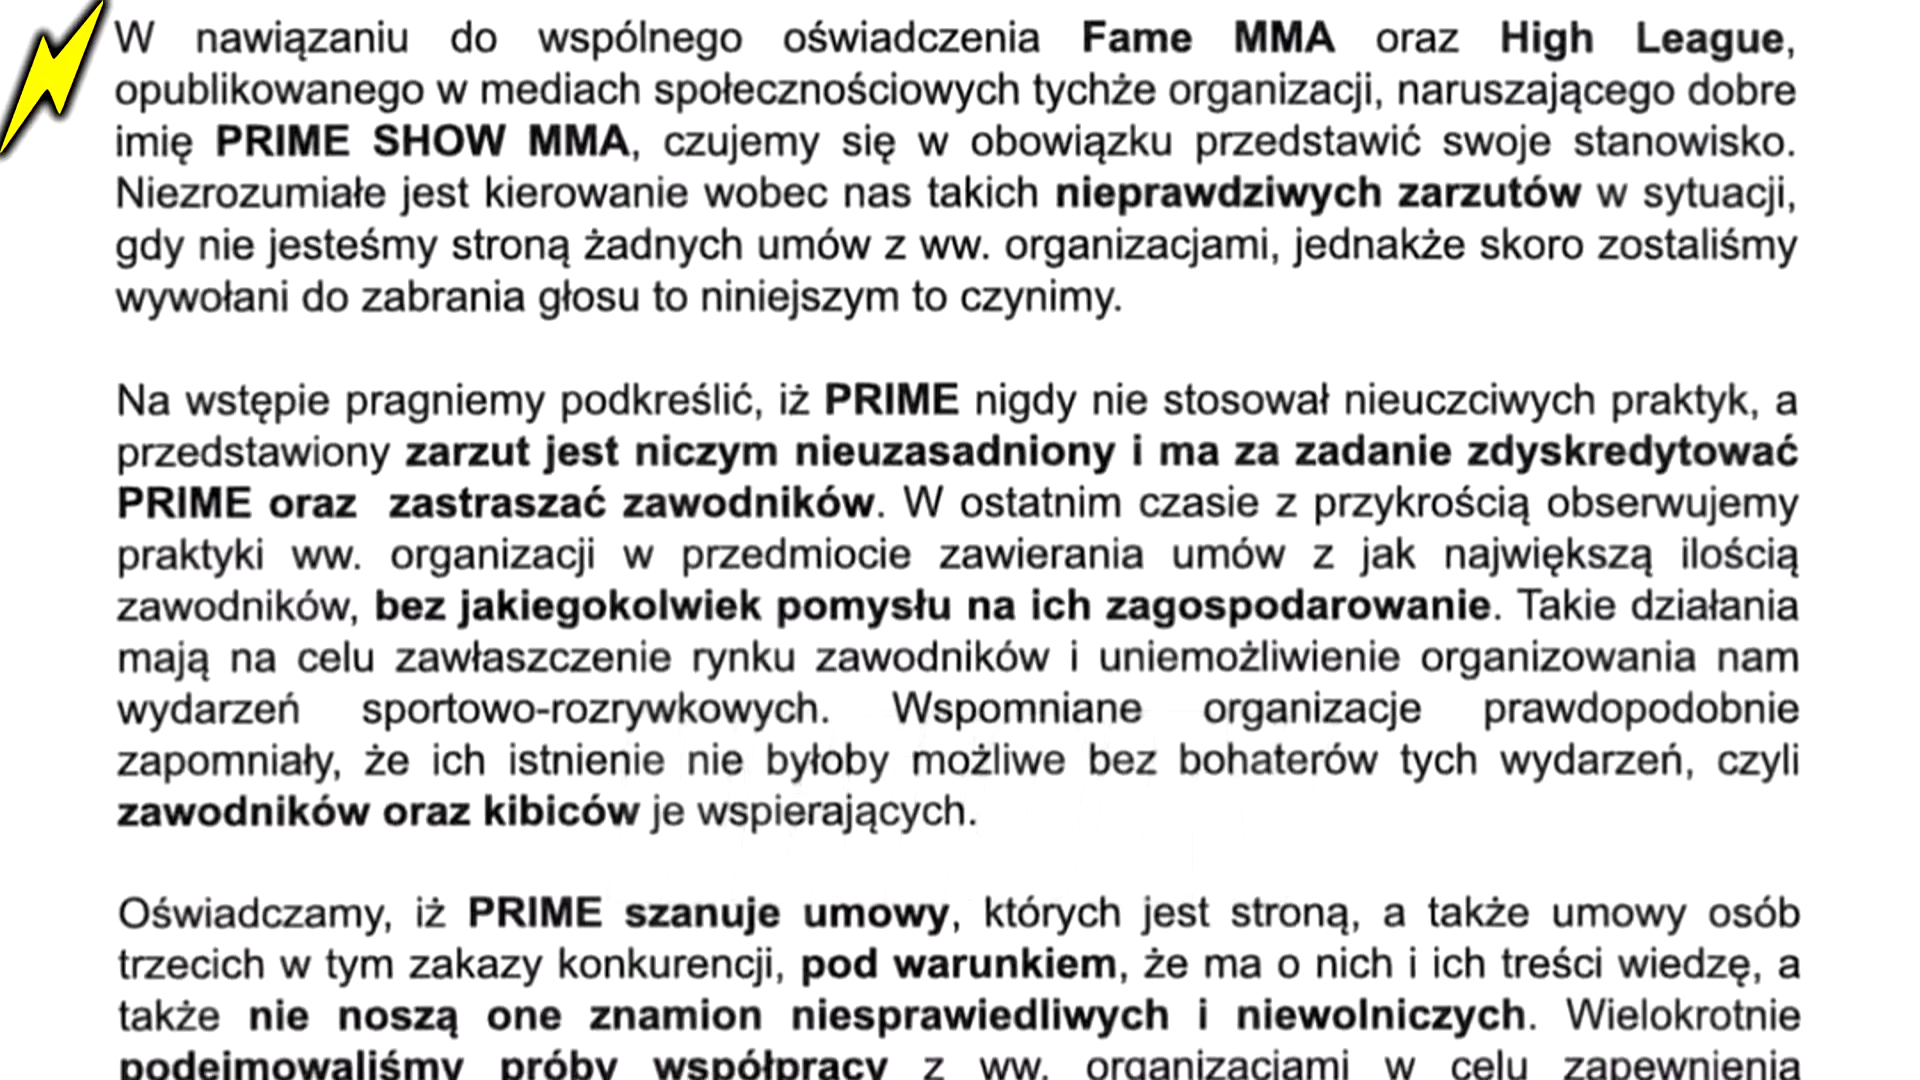 W nawiązaniu do wspólnego oświadczenia Fame MMA oraz High League,
opublikowanego w mediach społecznościowych tychże organizacji, naruszającego dobre
imię PRIME SHOW MMA, czujemy się w obowiązku przedstawić swoje stanowisko.
Niezrozumiałe jest kierowanie wobec nas takich nieprawdziwych zarzutów w sytuacji,
gdy nie jesteśmy stroną żadnych umów z ww. organizacjami, jednakże skoro zostaliśmy
wywołani do zabrania głosu to niniejszym to czynimy.
Na wstępie pragniemy podkreślić, iż PRIME nigdy nie stosował nieuczciwych praktyk, a
przedstawiony zarzut jest niczym nieuzasadniony i ma za zadanie zdyskredytować
PRIME oraz zastraszać zawodników. W ostatnim czasie z przykrością obserwujemy
praktyki ww. organizacji w przedmiocie zawierania umów z jak największą ilością
zawodników, bez jakiegokolwiek pomysłu na ich zagospodarowanie. Takie działania
mają na celu zawłaszczenie rynku zawodników i uniemożliwienie organizowania nam
wydarzeń sportowo-rozrywkowych. Wspomniane organizacje prawdopodobnie
zapomniały, że ich istnienie nie byłoby możliwe bez bohaterów tych wydarzeń, czyli
zawodników oraz kibiców je wspierających.
Oświadczamy, iż PRIME szanuje umowy, których jest stroną, a także umowy osób
trzecich w tym zakazy konkurencji, pod warunkiem, że ma o nich i ich treści wiedzę, a
także nie noszą one znamion niesprawiedliwych i niewolniczych. Wielokrotnie
podejmowaliśmy próby współpracy z ww. organizacjami w celu zapewnienia